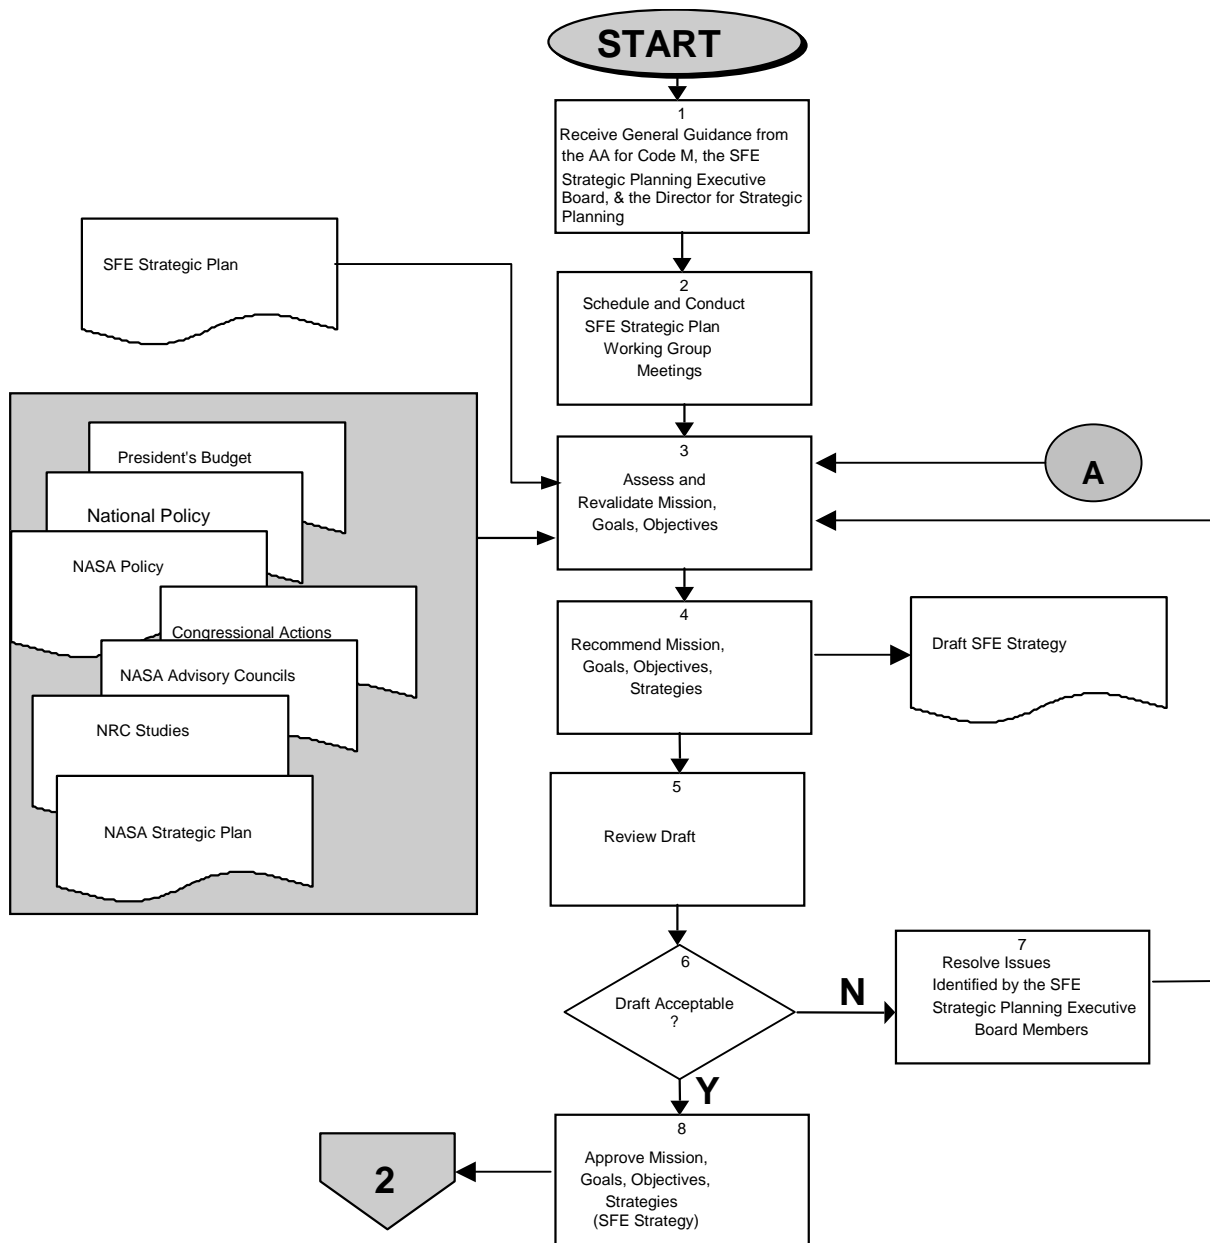 START
1
Receive General Guidance from
the AA for Code M, the SFE
Strategic Planning Executive
Board, & the Director for Strategic
Planning
SFE Strategic Plan
2
Schedule and Conduct
SFE Strategic Plan
Working Group
Meetings
President's Budget
National Policy
NASA Policy
Congressional Actions
NASA Advisory Councils
NRC Studies
NASA Strategic Plan
3
Assess and
Revalidate Mission,
Goals, Objectives
A
4
Recommend Mission,
Goals, Objectives,
Strategies
Draft SFE Strategy
5
Review Draft
6
Draft Acceptable
?
N
7
Resolve Issues
Identified by the SFE
Strategic Planning Executive
Board Members
Y
8
Approve Mission,
Goals, Objectives,
Strategies
(SFE Strategy)
2